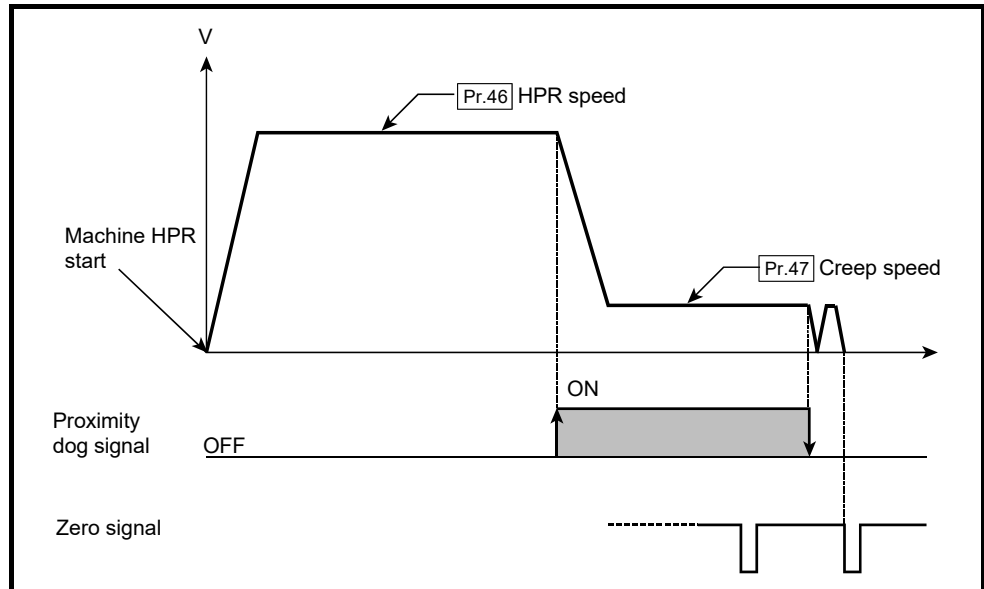 V
Pr.46 HPR speed
Machine HPR
start
Pr.47 Creep speed
ON
Proximity
dog signal
OFF
Zero signal